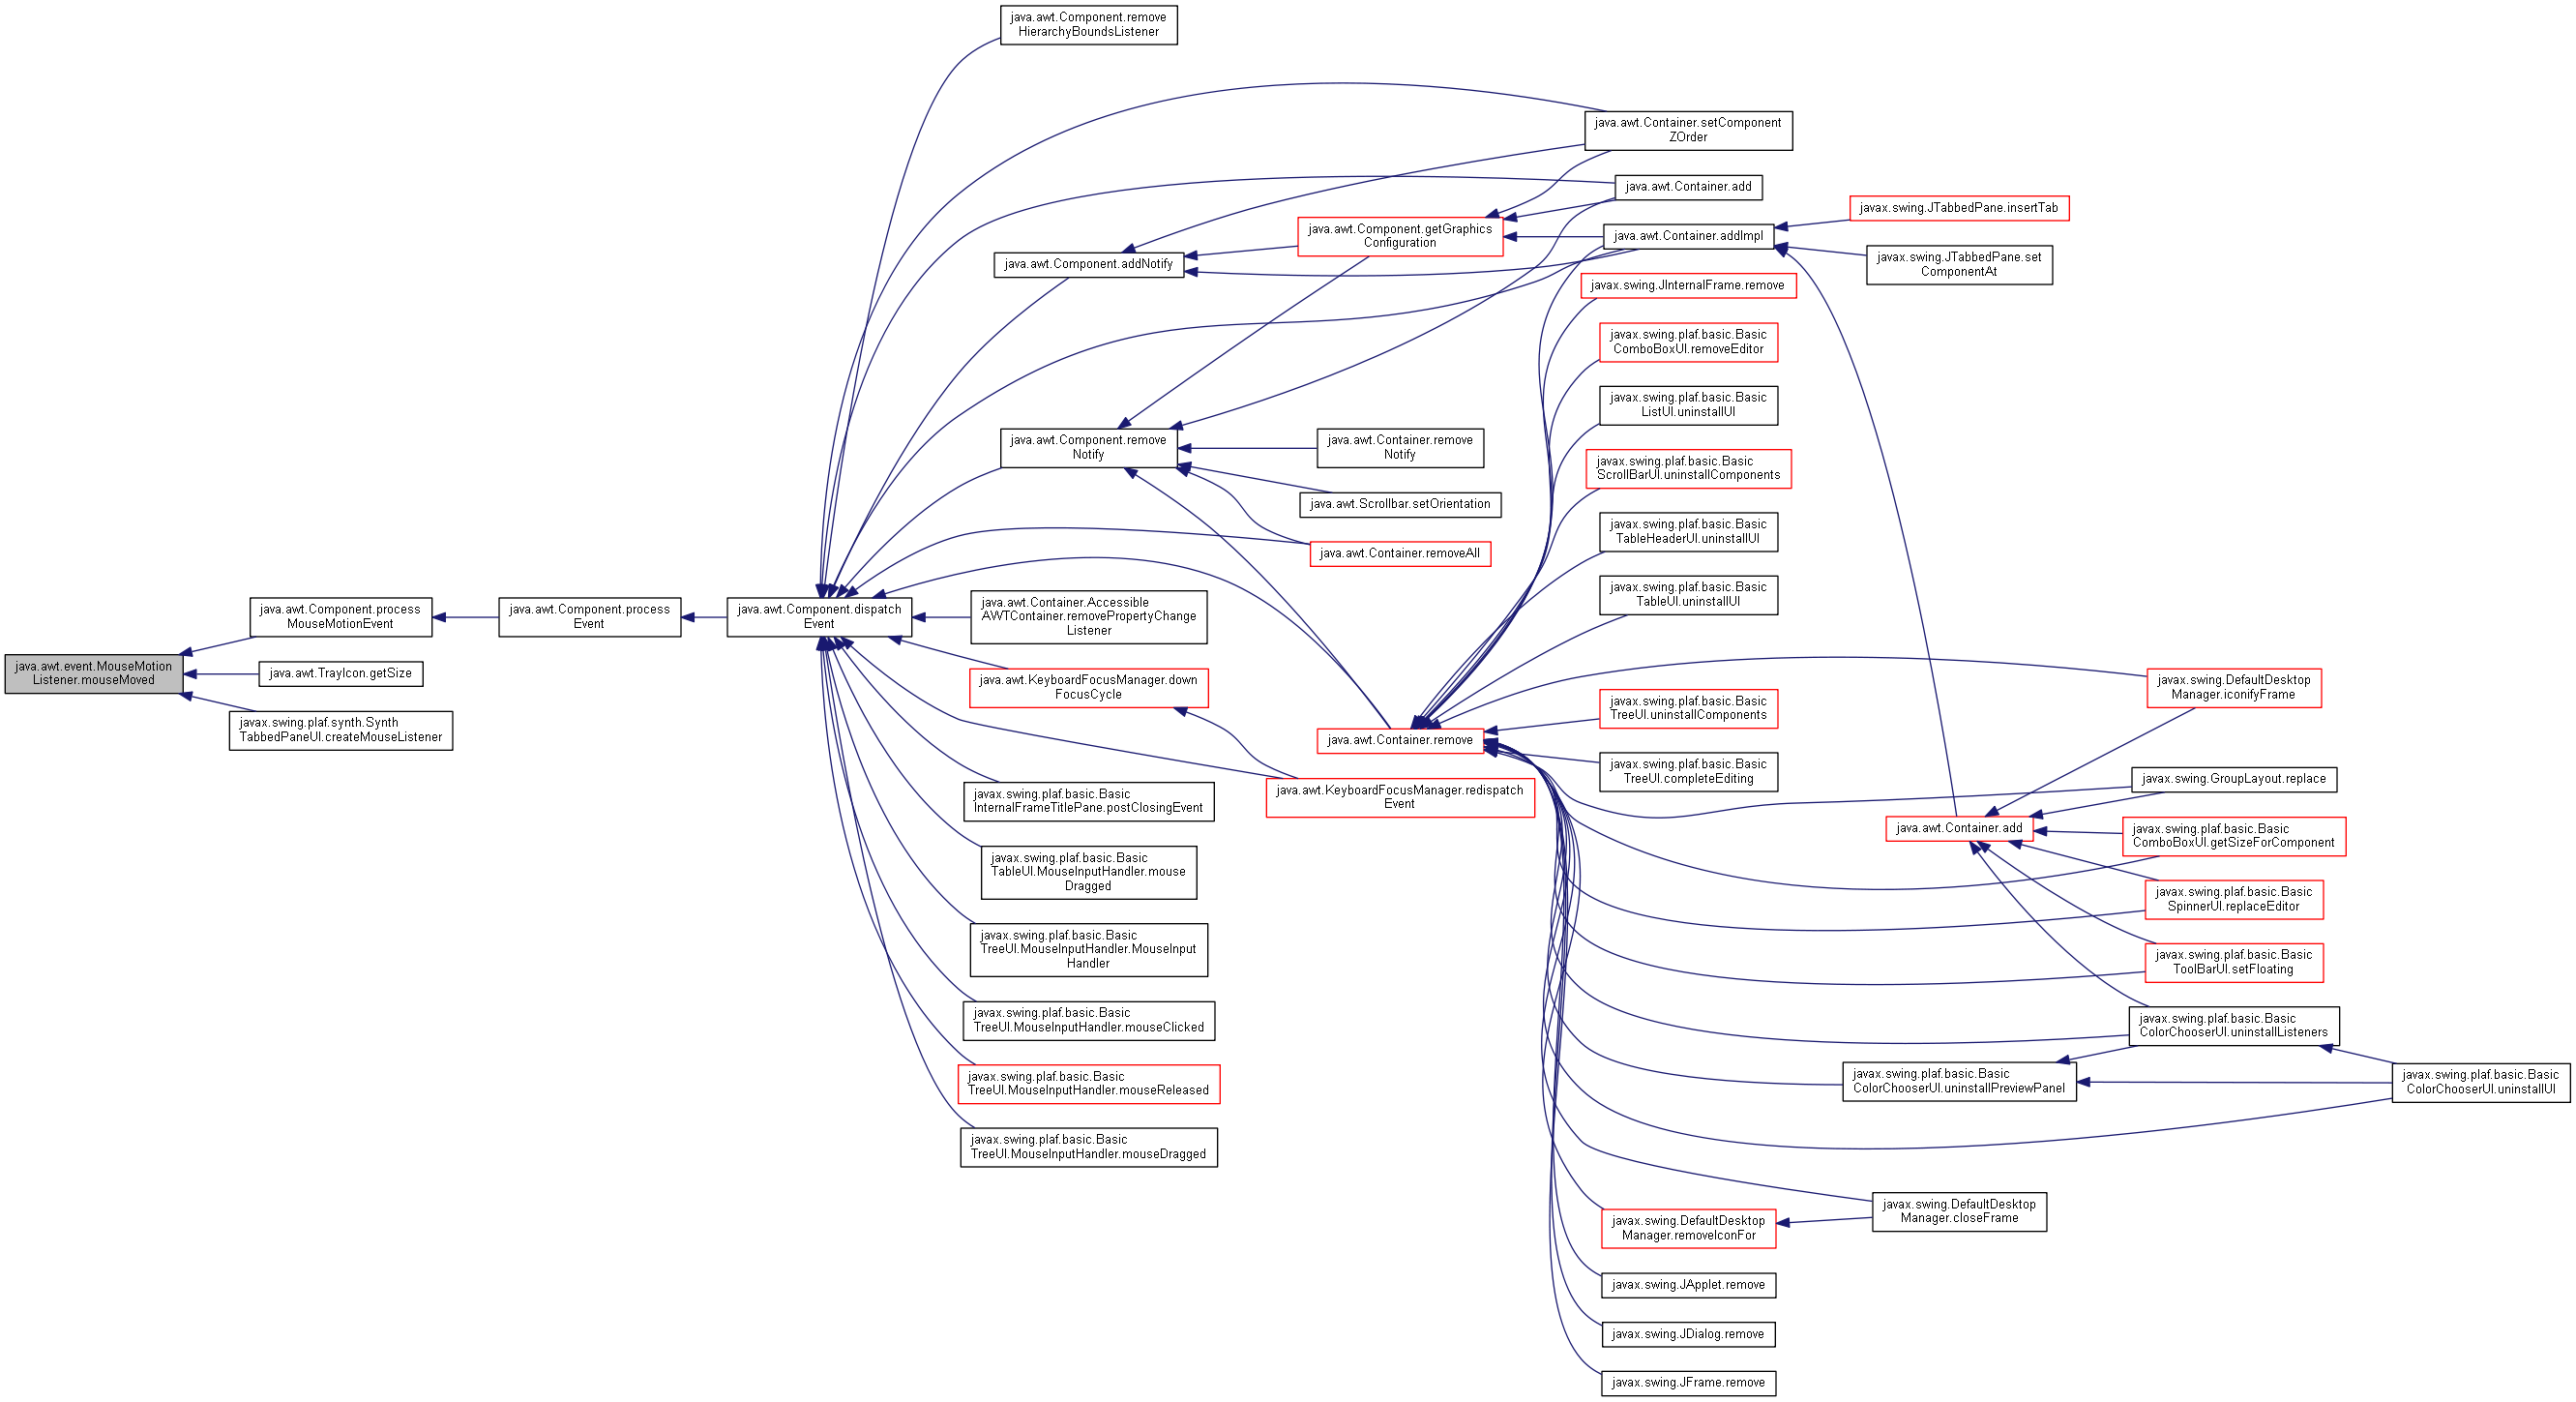 java.awt.event.MouseMotion
Listener.mouseMoved
java.awt.Component.process
MouseMotionEvent
java.awt.TrayIcon.getSize
javax.swing.plaf.synth.Synth
TabbedPaneUI.createMouseListener
java.awt.Component.process
Event
java.awt.Component.dispatch
Event
java.awt.Component.remove
HierarchyBoundsListener
java.awt.Component.addNotify
java.awt.Component.remove
Notify
java.awt.Container.Accessible
AWTContainer.removePropertyChange
Listener
java.awt.KeyboardFocusManager.down
FocusCycle
javax.swing.plaf.basic.Basic
InternalFrameTitlePane.postClosingEvent
javax.swing.plaf.basic.Basic
TableUI.MouseInputHandler.mouse
Dragged
javax.swing.plaf.basic.Basic
TreeUI.MouseInputHandler.MouseInput
Handler
javax.swing.plaf.basic.Basic
TreeUI.MouseInputHandler.mouseClicked
javax.swing.plaf.basic.Basic
TreeUI.MouseInputHandler.mouseReleased
javax.swing.plaf.basic.Basic
TreeUI.MouseInputHandler.mouseDragged
java.awt.Component.getGraphics
Configuration
java.awt.Container.remove
Notify
java.awt.Scrollbar.setOrientation
java.awt.Container.removeAll
java.awt.Container.remove
java.awt.KeyboardFocusManager.redispatch
Event
java.awt.Container.setComponent
ZOrder
java.awt.Container.add
java.awt.Container.addImpl
javax.swing.JInternalFrame.remove
javax.swing.plaf.basic.Basic
ComboBoxUI.removeEditor
javax.swing.plaf.basic.Basic
ListUI.uninstallUI
javax.swing.plaf.basic.Basic
ScrollBarUI.uninstallComponents
javax.swing.plaf.basic.Basic
TableHeaderUI.uninstallUI
javax.swing.plaf.basic.Basic
TableUI.uninstallUI
javax.swing.plaf.basic.Basic
TreeUI.uninstallComponents
javax.swing.plaf.basic.Basic
TreeUI.completeEditing
javax.swing.DefaultDesktop
Manager.removeIconFor
javax.swing.JApplet.remove
javax.swing.JDialog.remove
javax.swing.JFrame.remove
javax.swing.JTabbedPane.insertTab
javax.swing.JTabbedPane.set
ComponentAt
java.awt.Container.add
javax.swing.plaf.basic.Basic
ColorChooserUI.uninstallPreviewPanel
javax.swing.DefaultDesktop
Manager.closeFrame
javax.swing.DefaultDesktop
Manager.iconifyFrame
javax.swing.GroupLayout.replace
javax.swing.plaf.basic.Basic
ComboBoxUI.getSizeForComponent
javax.swing.plaf.basic.Basic
SpinnerUI.replaceEditor
javax.swing.plaf.basic.Basic
ToolBarUI.setFloating
javax.swing.plaf.basic.Basic
ColorChooserUI.uninstallListeners
javax.swing.plaf.basic.Basic
ColorChooserUI.uninstallUI